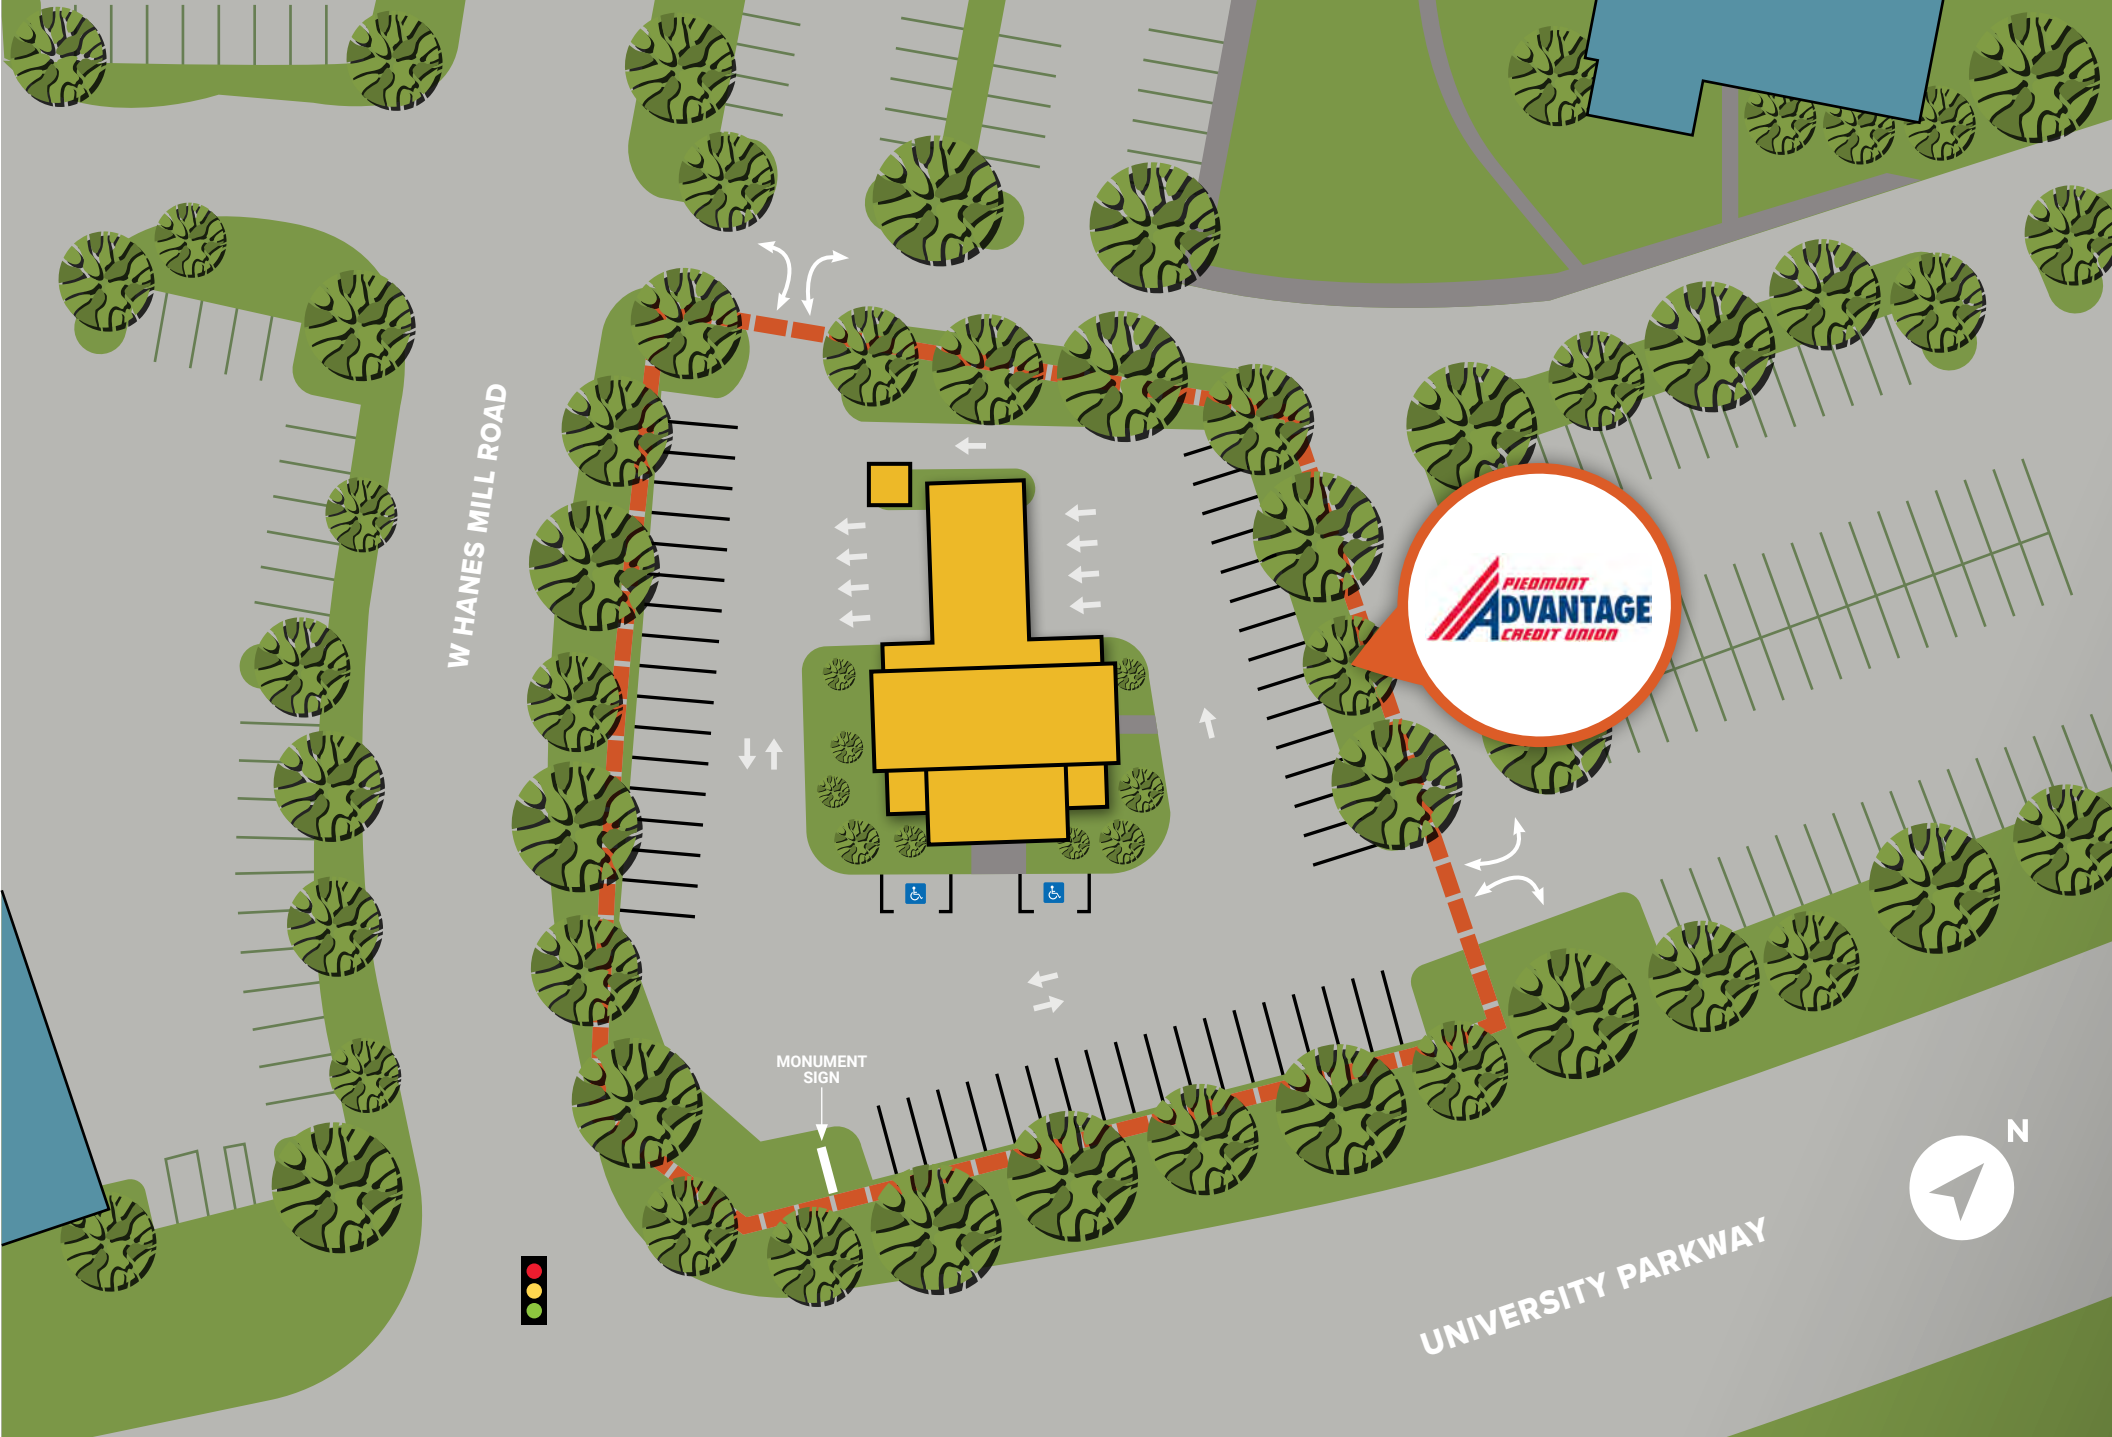 W HANES MILL ROAD
PIEDMONT
ADVANTAGE
CREDIT UNION
MONUMENT
SIGN
N
UNIVERSITY PARKWAY